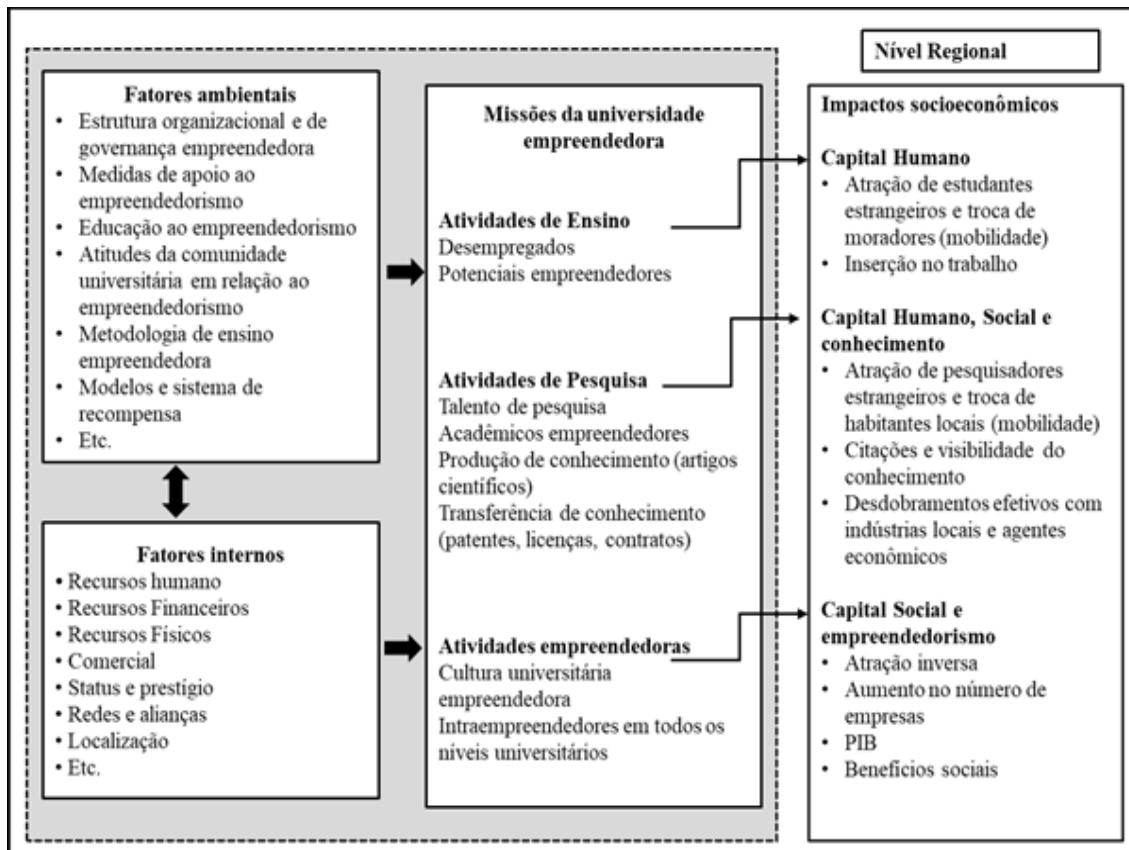 Fatores ambientais
• Estrutura organizacional e de
governança empreendedora
• Medidas de apoio ao
empreendedorismo
• Educação ao empreendedorismo
• Atitudes da comunidade
universitária em relação ao
empreendedorismo
• Metodologia de ensino
empreendedora
• Modelos e sistema de
recompensa
• Etc.
Fatores internos
• Recursos humano
• Recursos Financeiros
• Recursos Físicos
• Comercial
• Status e prestígio
• Redes e alianças
• Localização
• Etc.
Missões da universidade
empreendedora
Atividades de Ensino
Desempregados
Potenciais empreendedores
Atividades de Pesquisa
Talento de pesquisa
Acadêmicos empreendedores
Produção de conhecimento (artigos
científicos)
Transferência de conhecimento
(patentes, licenças, contratos)
Atividades empreendedoras
Cultura universitária
empreendedora
Intraempreendedores em todos os
níveis universitários
Nível Regional
Impactos socioeconômicos
Capital Humano
• Atração de estudantes
estrangeiros e troca de
moradores (mobilidade)
• Inserção no trabalho
Capital Humano, Social e
conhecimento
• Atração de pesquisadores
estrangeiros e troca de
habitantes locais (mobilidade)
• Citações e visibilidade do
conhecimento
• Desdobramentos efetivos com
indústrias locais e agentes
econômicos
Capital Social e
empreendedorismo
• Atração inversa
• Aumento no número de
empresas
• PIB
• Benefícios sociais